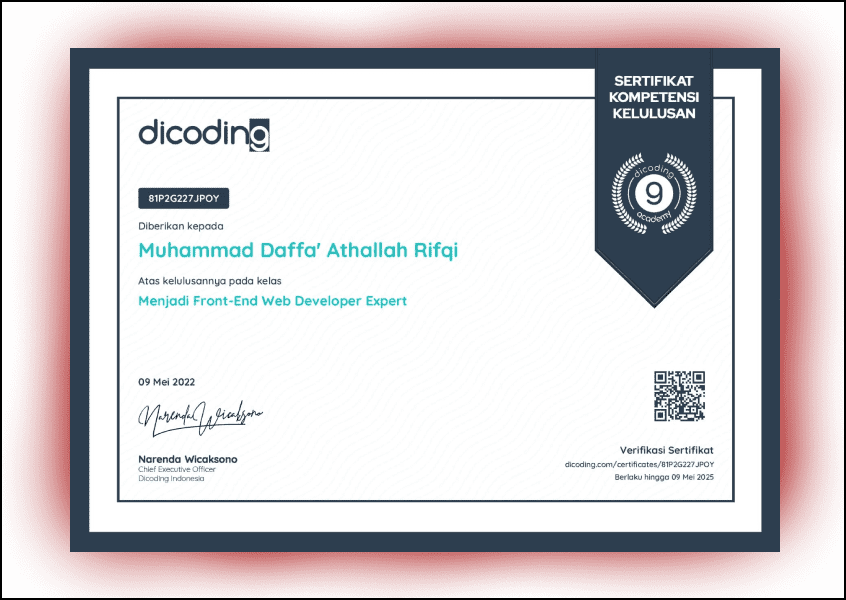 SERTIFIKAT
KOMPETENSI
KELULUSAN
dicoding
dicoding
9
academy
81P2G227JPOY
Diberikan kepada
Muhammad Daffa' Athallah Rifqi
Atas kelulusannya pada kelas
Menjadi Front-End Web Developer Expert
09 Mei 2022
Narenda Wicaksono
Narenda Wicaksono
Chief Executive Officer
Dicoding Indonesia
Verifikasi Sertifikat
dicoding.com/certificates/81P2G227JPOY
Berlaku hingga 09 Mei 2025